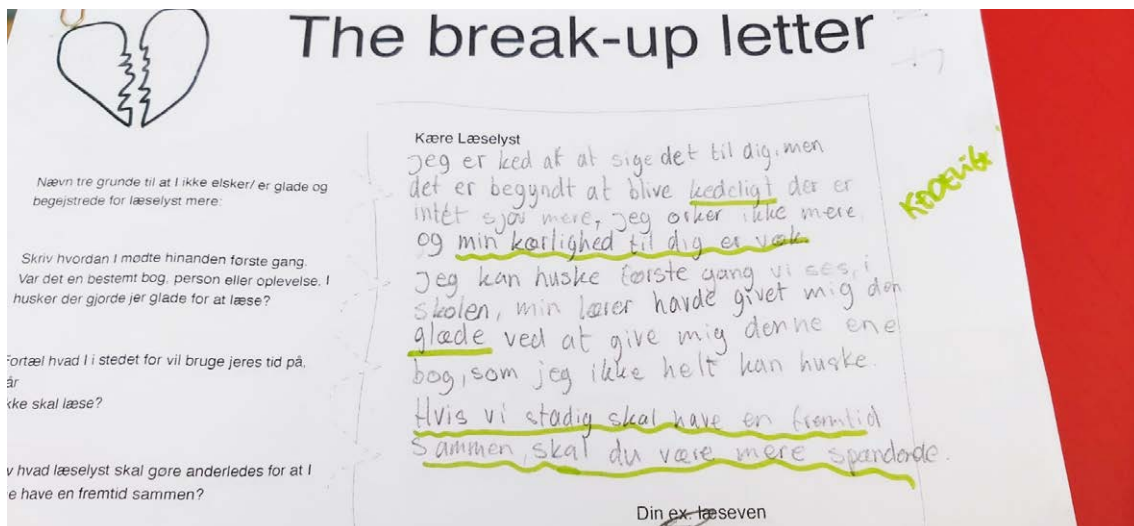 The break-up letter
Nævn tre grunde til at I ikke elsker/ er glade og
begejstrede for læselyst mere:
Skriv hvordan I mødte hinanden første gang.
Var det en bestemt bog, person eller oplevelse. I
husker der gjorde jer glade for at læse?
Fortæl hvad I i stedet for vil bruge jeres tid på,
år
kke skal læse?
v hvad læselyst skal gøre anderledes for at I
e have en fremtid sammen?
Kære Læselyst
Jeg er ked af at sige det til dig, men
det er begyndt at blive kedeligt der er
intet sjov mere, jeg orker ikke mere
og min kærlighed til dig er væk.
Jeg kan huske første gang vi ses, i
skolen, min lærer havde givet mig den
glæde ved at give mig denne ene
bog, som jeg ikke helt kan huske.
Hvis vi stadig skal have en fremtid
Sammen, skal du være mere spændende.
Din ex. læseven
KEDELIGT